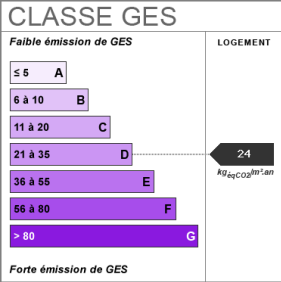 CLASSE GES
Faible émission de GES
LOGEMENT
≤ 5 A
6 à 10 B
11 à 20 C
21 à 35 D
24
kgéqCO2/m².an
36 à 55 E
56 à 80 F
> 80 G
Forte émission de GES